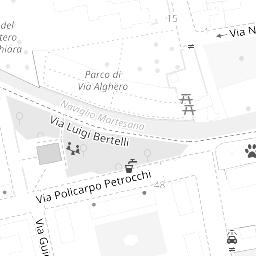 15
del
tero
hiara
Via N
Parco di
Via Alghero
Naviglio Martesana
Via Luigi Bertelli
Via Policarpo Petrocchi
48
Via Gui